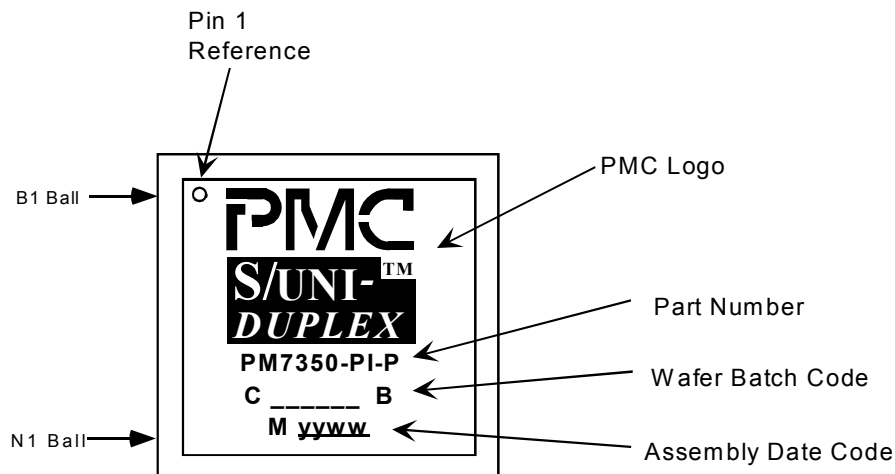 Pin 1
Reference
PMC Logo
B1 Ball
PMC
S/UNI-™
DUPLEX
Part Number
PM7350-PI-P
Wafer Batch Code
C ______ B
M yyww
N1 Ball
Assembly Date Code